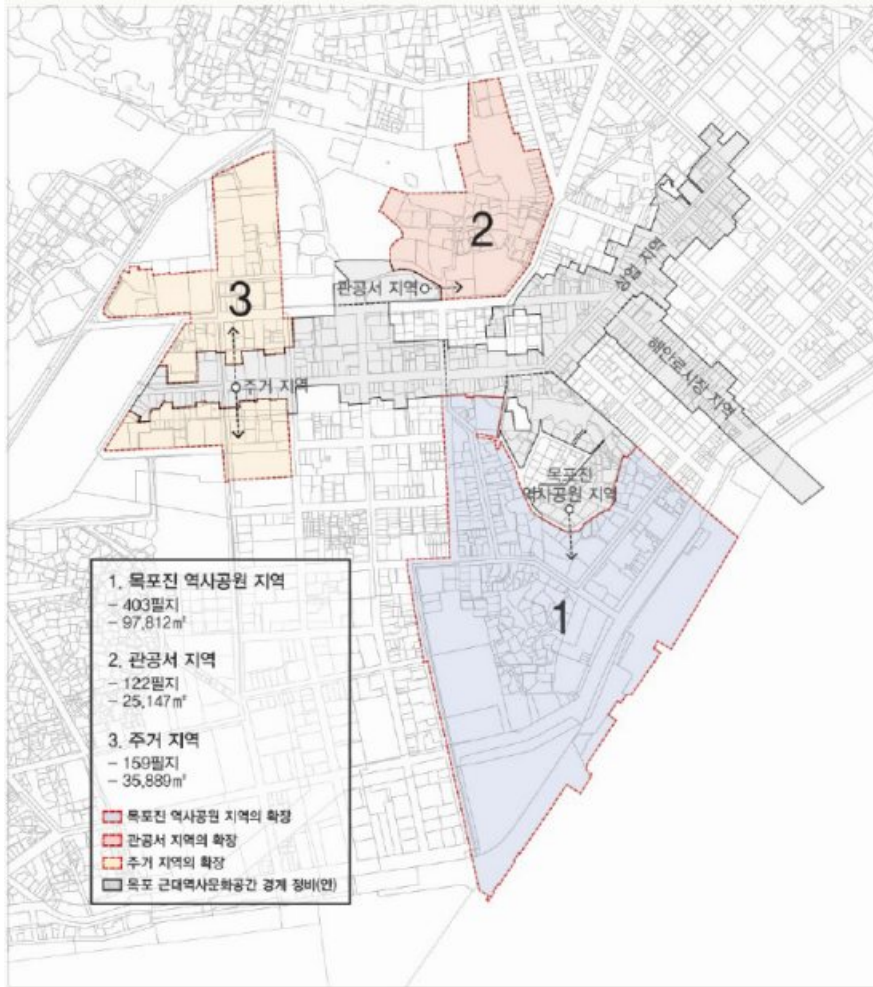 2
관공서 지역
3
상업 지역
주거 지역
해안로시장 지역
목포진
역사공원 지역
1
1. 목포진 역사공원 지역
- 403필지
- 97,812㎡
2. 관공서 지역
- 122필지
- 25,147㎡
3. 주거 지역
- 159필지
- 35,889㎡
목포진 역사공원 지역의 확장
관공서 지역의 확장
주거 지역의 확장
목포 근대역사문화공간 경계 정비(안)